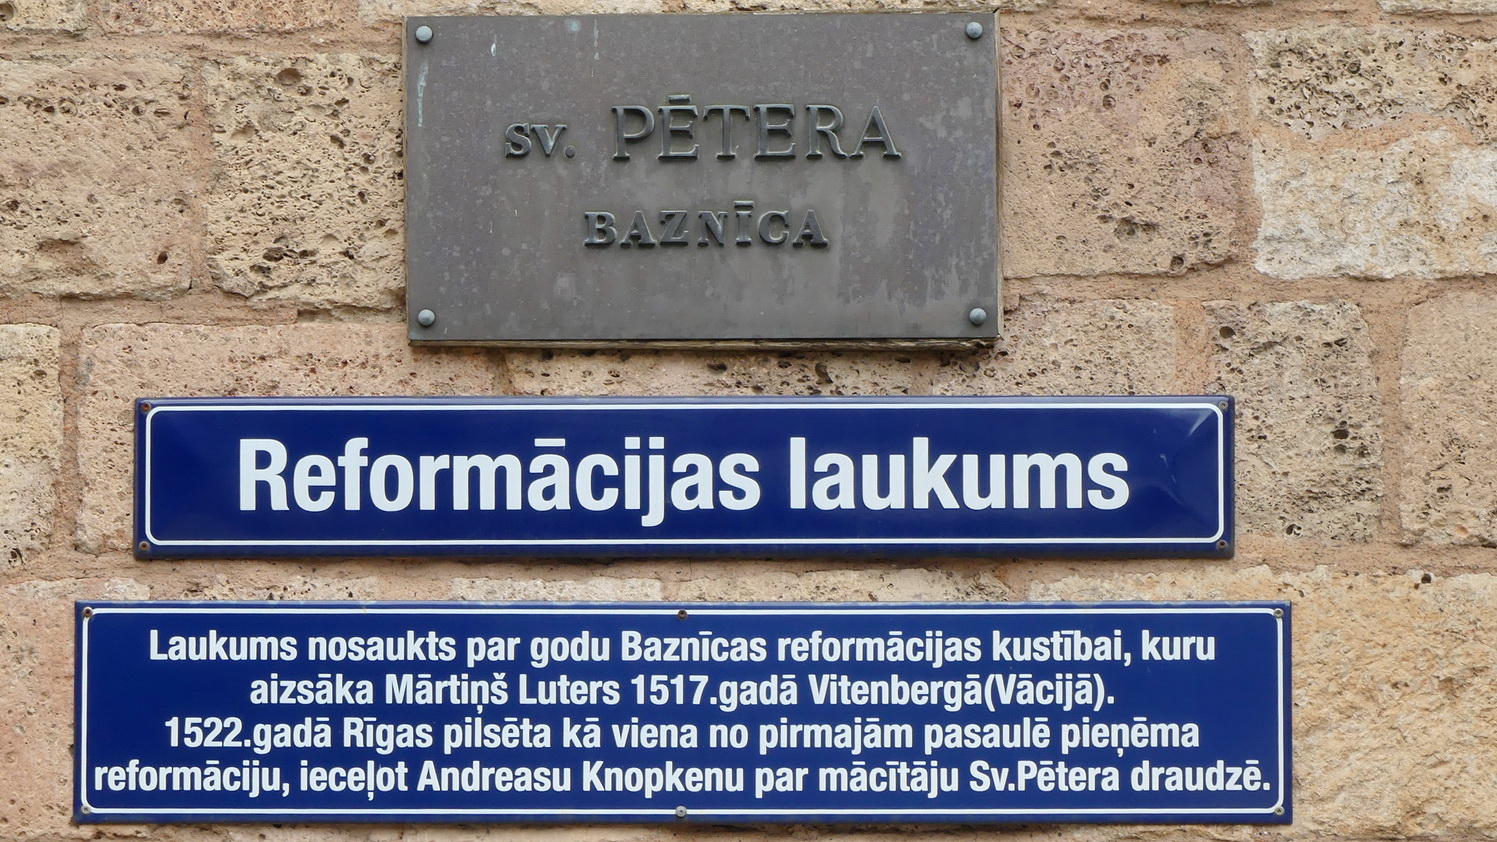 sv. PĒTERA
BAZNĪCA
Reformācijas laukums
Laukums nosaukts par godu Baznīcas reformācijas kustībai, kuru
aizsāka Mārtiņš Luters 1517.gadā Vitenbergā(Vācijā).
1522.gadā Rīgas pilsēta kā viena no pirmajām pasaulē pieņēma
reformāciju, ieceļot Andreasu Knopkenu par mācītāju Sv.Pētera draudzē.